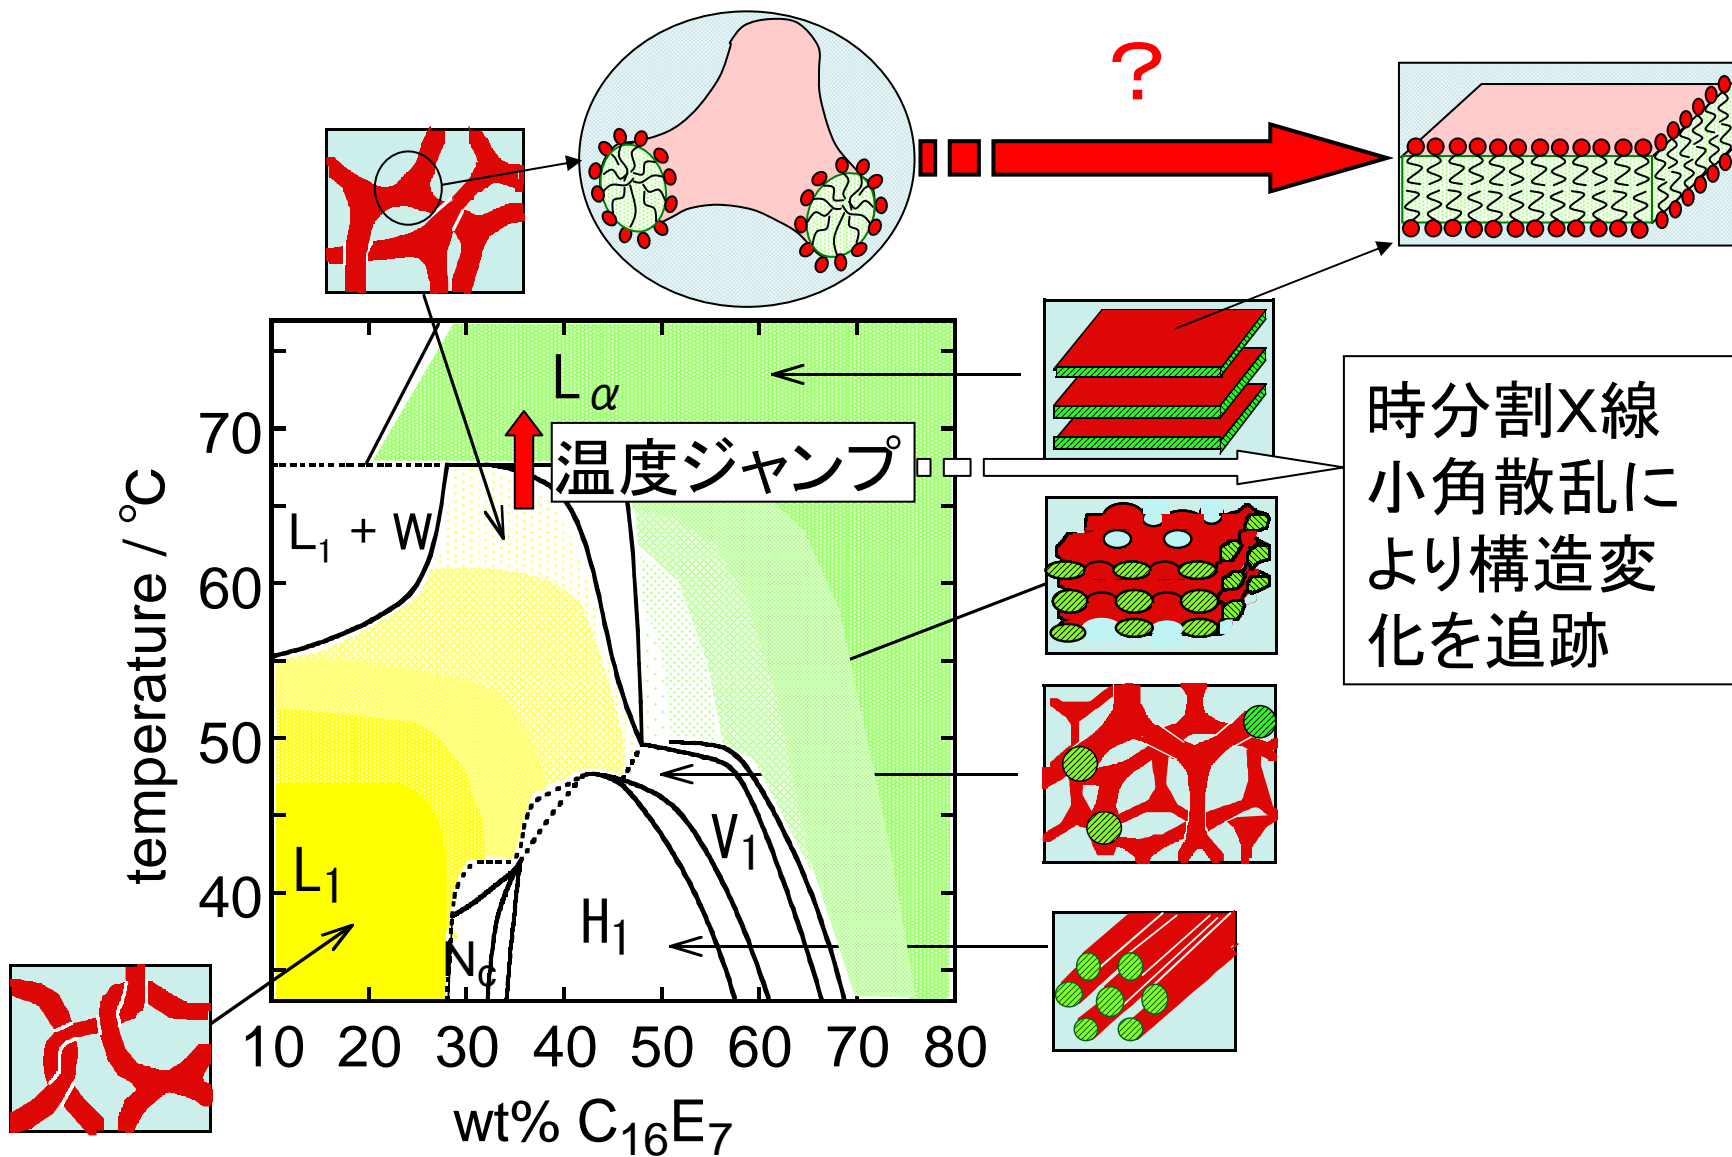 ?
Lα
70
温度ジャンプ
時分割X線
小角散乱に
より構造変
化を追跡
L1 + W
60
temperature / °C
50
V1
L1
40
H1
Nc
10 20 30 40 50 60 70 80
wt% C16E7